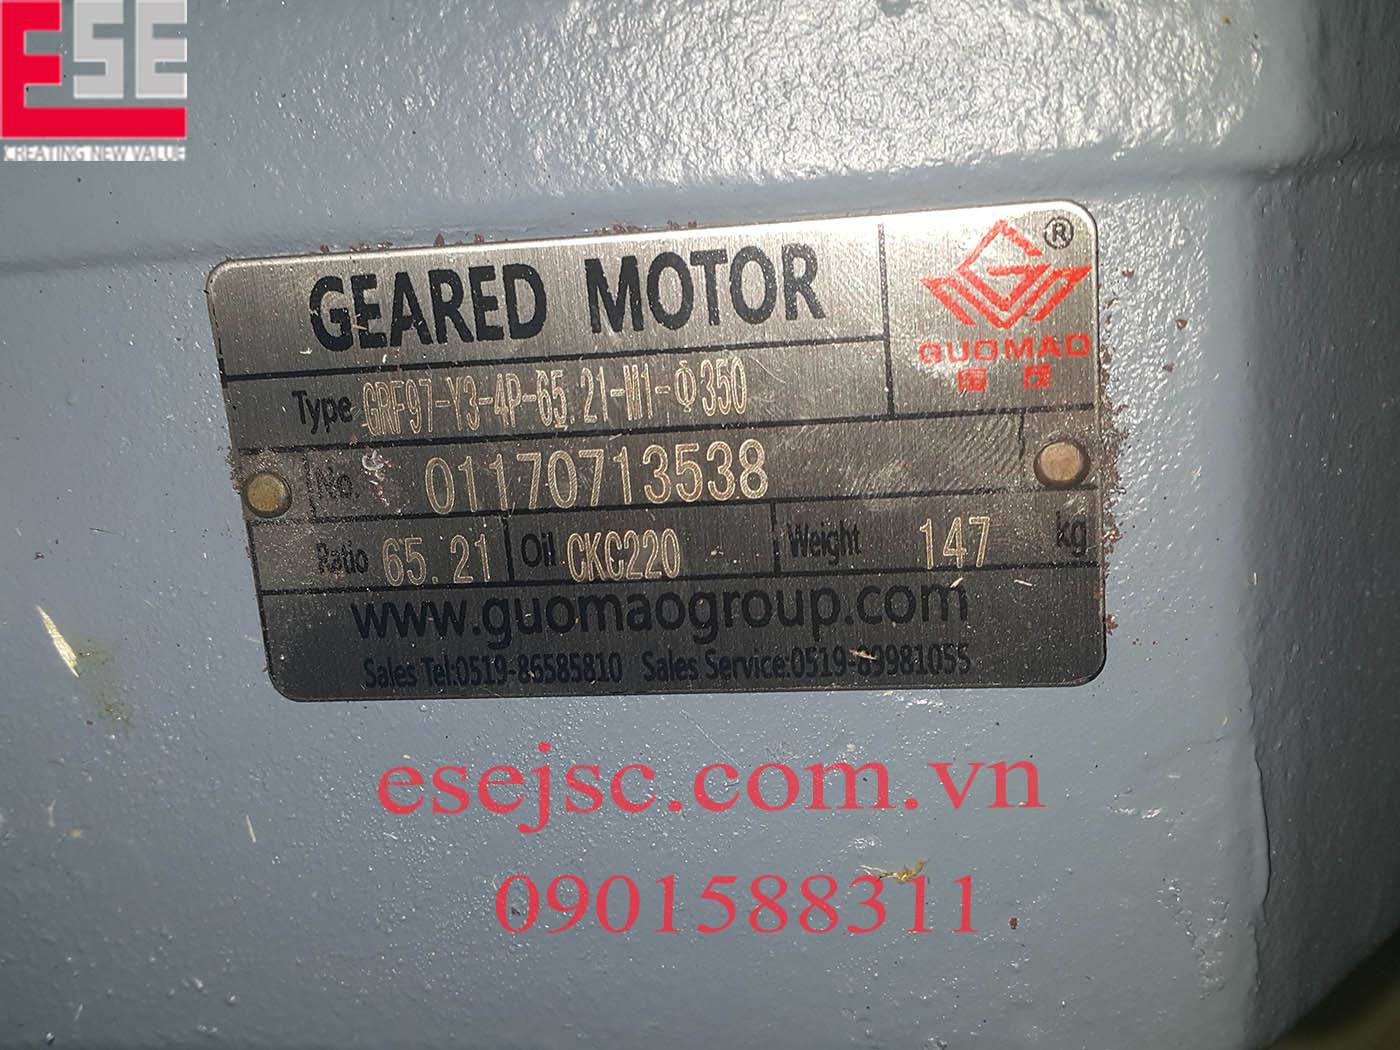 ESE
CREATING NEW VALUE
GEARED MOTOR
®
GUOMAO
国茂
Type GRF97-Y3-4P-65.21-M1-Φ350
No. 01170713538
Ratio 65.21 Oil CKC220 Weight 147 kg
www.guomaogroup.com
Sales Tel:0519-86585810 Sales Service:0519-89981055
esejsc.com.vn
0901588311